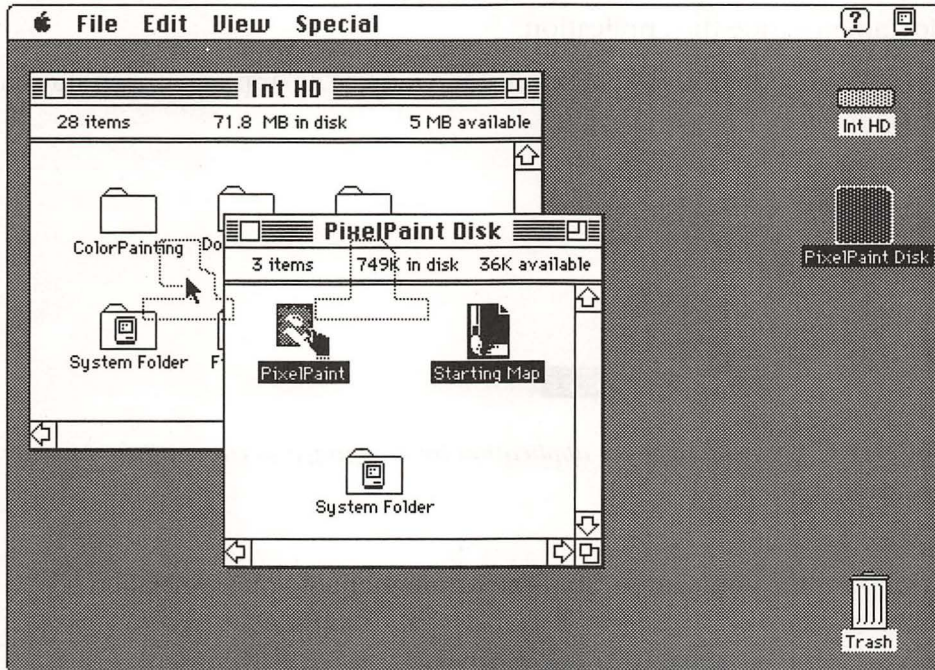 File Edit View Special
Int HD
28 items 71.8 MB in disk 5 MB available
ColorPainting Do
System Folder F
PixelPaint Disk
3 items 749K in disk 36K available
PixelPaint
Starting Map
System Folder
Int HD
PixelPaint Disk
Trash